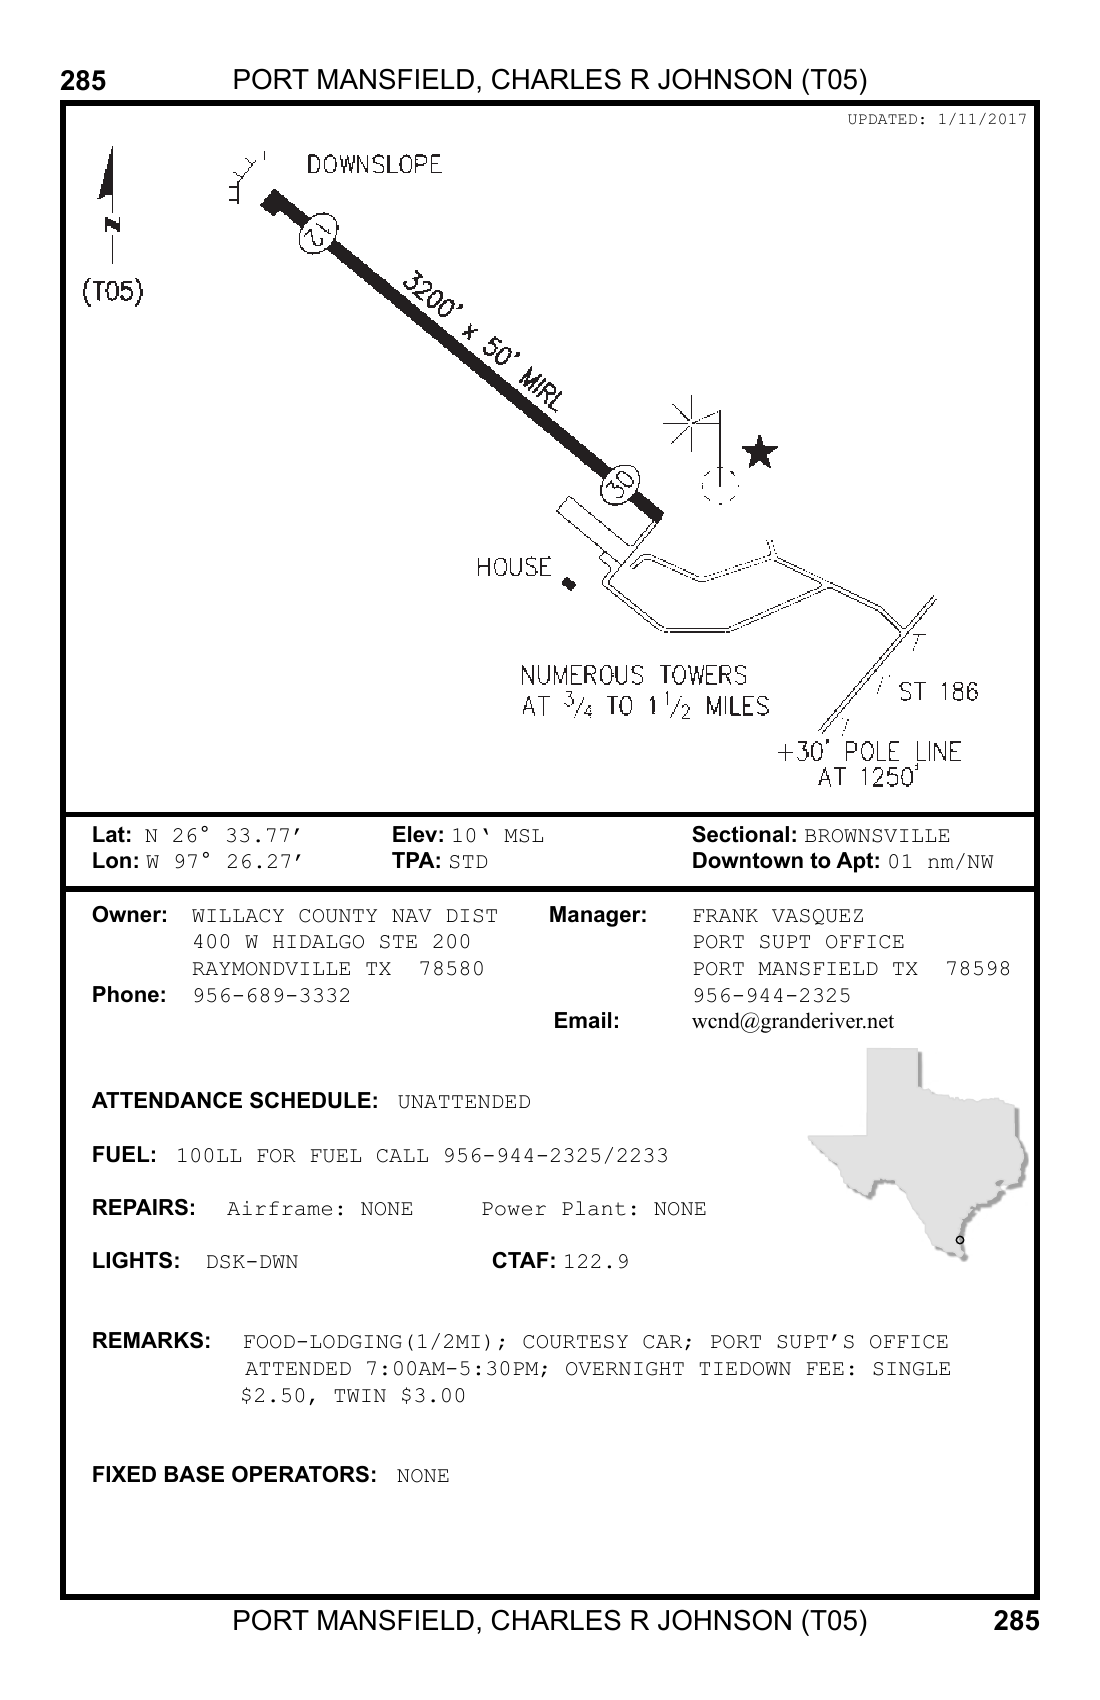 285 PORT MANSFIELD, CHARLES R JOHNSON (T05)
UPDATED: 1/11/2017
DOWNSLOPE
N
(T05)
12
3200' x 50' MIRL
30
HOUSE
NUMEROUS TOWERS
AT 3/4 TO 1 1/2 MILES
T
ST 186
+30' POLE LINE
AT 1250'
Lat: N 26° 33.77′ Elev: 10‘ MSL Sectional: BROWNSVILLE
Lon: W 97° 26.27′ TPA: STD Downtown to Apt: 01 nm/NW
Owner: WILLACY COUNTY NAV DIST Manager: FRANK VASQUEZ
400 W HIDALGO STE 200 PORT SUPT OFFICE
RAYMONDVILLE TX 78580 PORT MANSFIELD TX 78598
Phone: 956-689-3332 956-944-2325
Email: wcnd@granderiver.net
ATTENDANCE SCHEDULE: UNATTENDED
FUEL: 100LL FOR FUEL CALL 956-944-2325/2233
REPAIRS: Airframe: NONE Power Plant: NONE
LIGHTS: DSK-DWN CTAF: 122.9
REMARKS: FOOD-LODGING(1/2MI); COURTESY CAR; PORT SUPT’S OFFICE
ATTENDED 7:00AM-5:30PM; OVERNIGHT TIEDOWN FEE: SINGLE
$2.50, TWIN $3.00
FIXED BASE OPERATORS: NONE
PORT MANSFIELD, CHARLES R JOHNSON (T05) 285